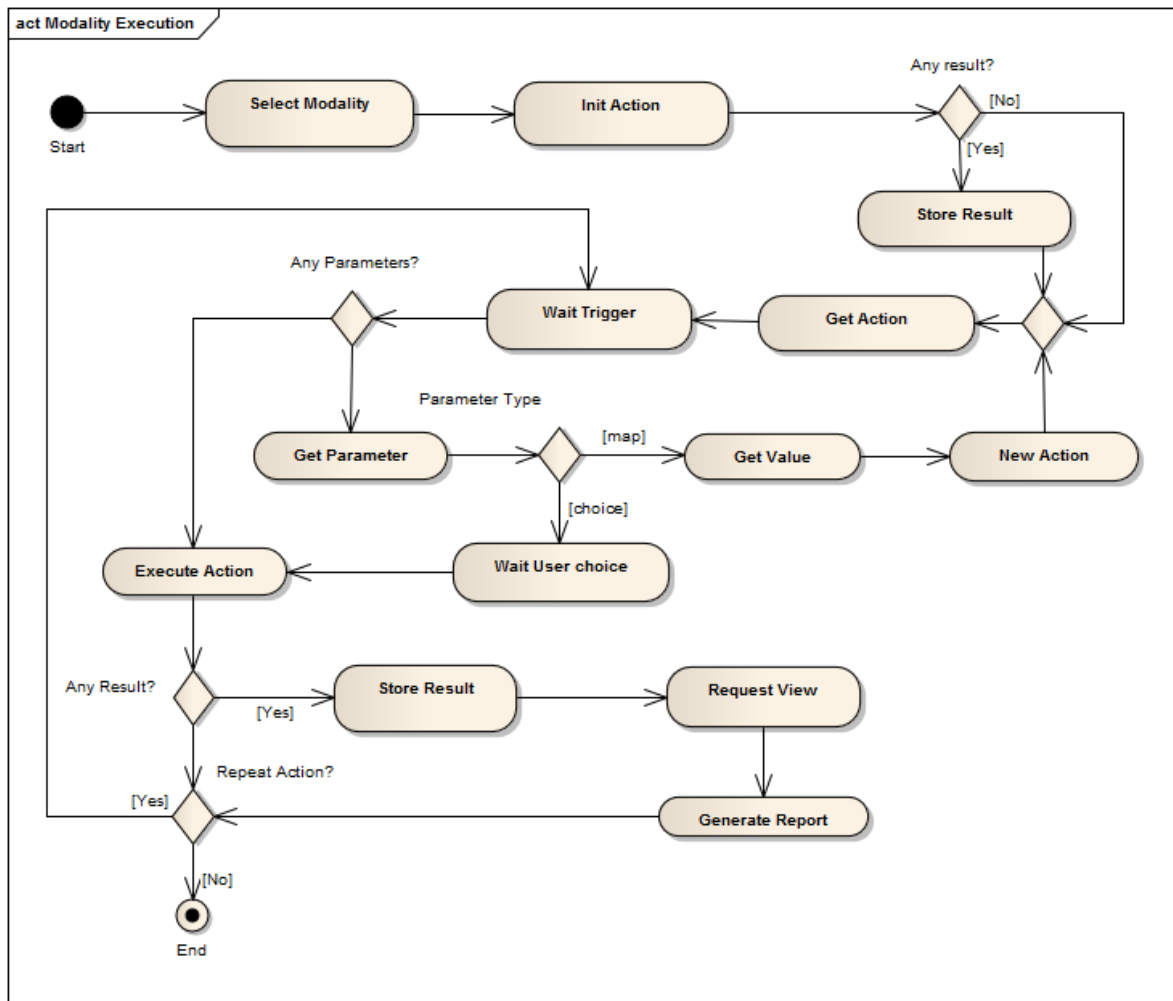 act Modality Execution
Any result?
Select Modality
Init Action
[No]
Start
[Yes]
Store Result
Any Parameters?
Wait Trigger
Get Action
Parameter Type
[map]
Get Parameter
Get Value
New Action
[choice]
Execute Action
Wait User choice
Any Result?
Store Result
Request View
[Yes]
Repeat Action?
[Yes]
Generate Report
[No]
End